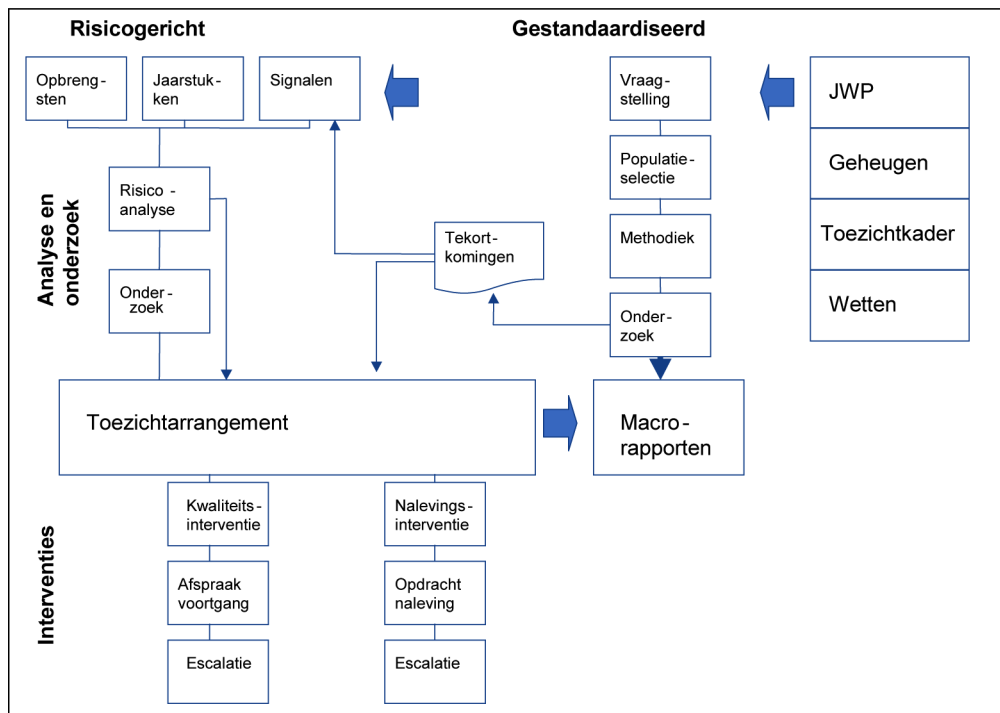 Risicogericht
Gestandaardiseerd
Opbreng-
sten
Jaarstuk-
ken
Signalen
Vraag-
stelling
JWP
Analyse en
onderzoek
Risico -
analyse
Populatie-
selectie
Geheugen
Tekort-
komingen
Methodiek
Toezichtkader
Onder-
zoek
Onder-
zoek
Wetten
Toezichtarrangement
Macro-
rapporten
Interventies
Kwaliteits-
interventie
Nalevings-
interventie
Afspraak
voortgang
Opdracht
naleving
Escalatie
Escalatie